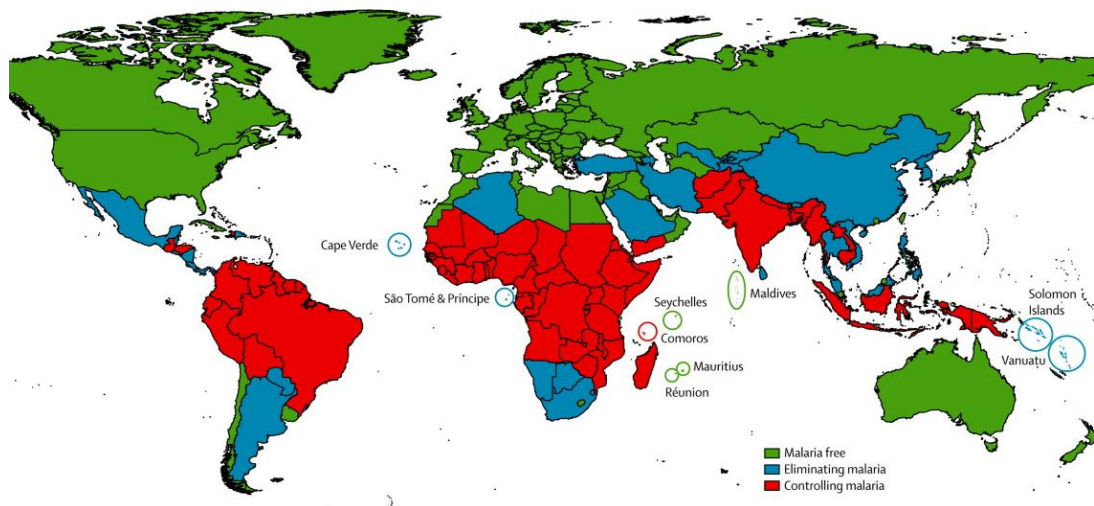 Cape Verde
São Tomé & Príncipe
Seychelles
Comoros
Mauritius
Réunion
Maldives
Solomon
Islands
Vanuatu
Malaria free
Eliminating malaria
Controlling malaria